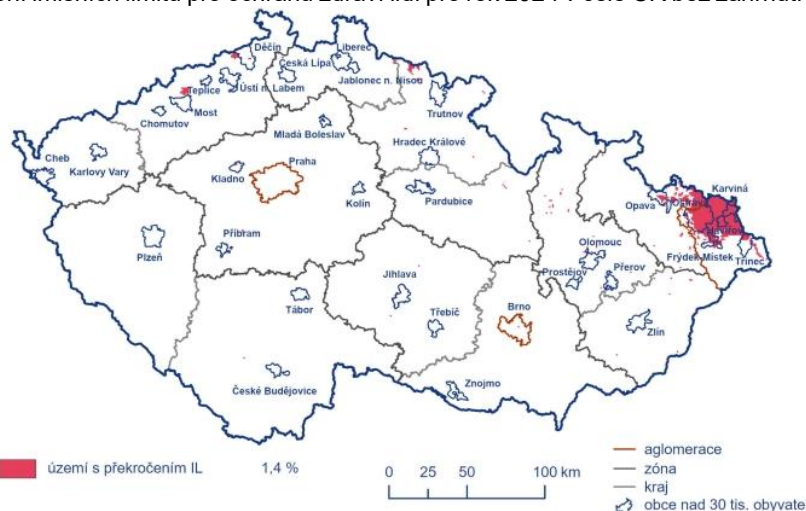 Děčín
Liberec
Česká Lípa
Teplice
Ústí n. Labem
Jablonec n. Nisou
Most
Chomutov
Trutnov
Mladá Boleslav
Hradec Králové
Cheb
Karlovy Vary
Praha
Kladno
Kolín
Pardubice
Karviná
Opava
Ostrava
Havířov
Příbram
Plzeň
Olomouc
Frýdek-Místek
Třinec
Prostějov
Přerov
Jihlava
Tábor
Třebíč
Brno
Zlín
České Budějovice
Znojmo
území s překročením IL 1,4 %
0 25 50 100 km
aglomerace
zóna
kraj
obce nad 30 tis. obyvate